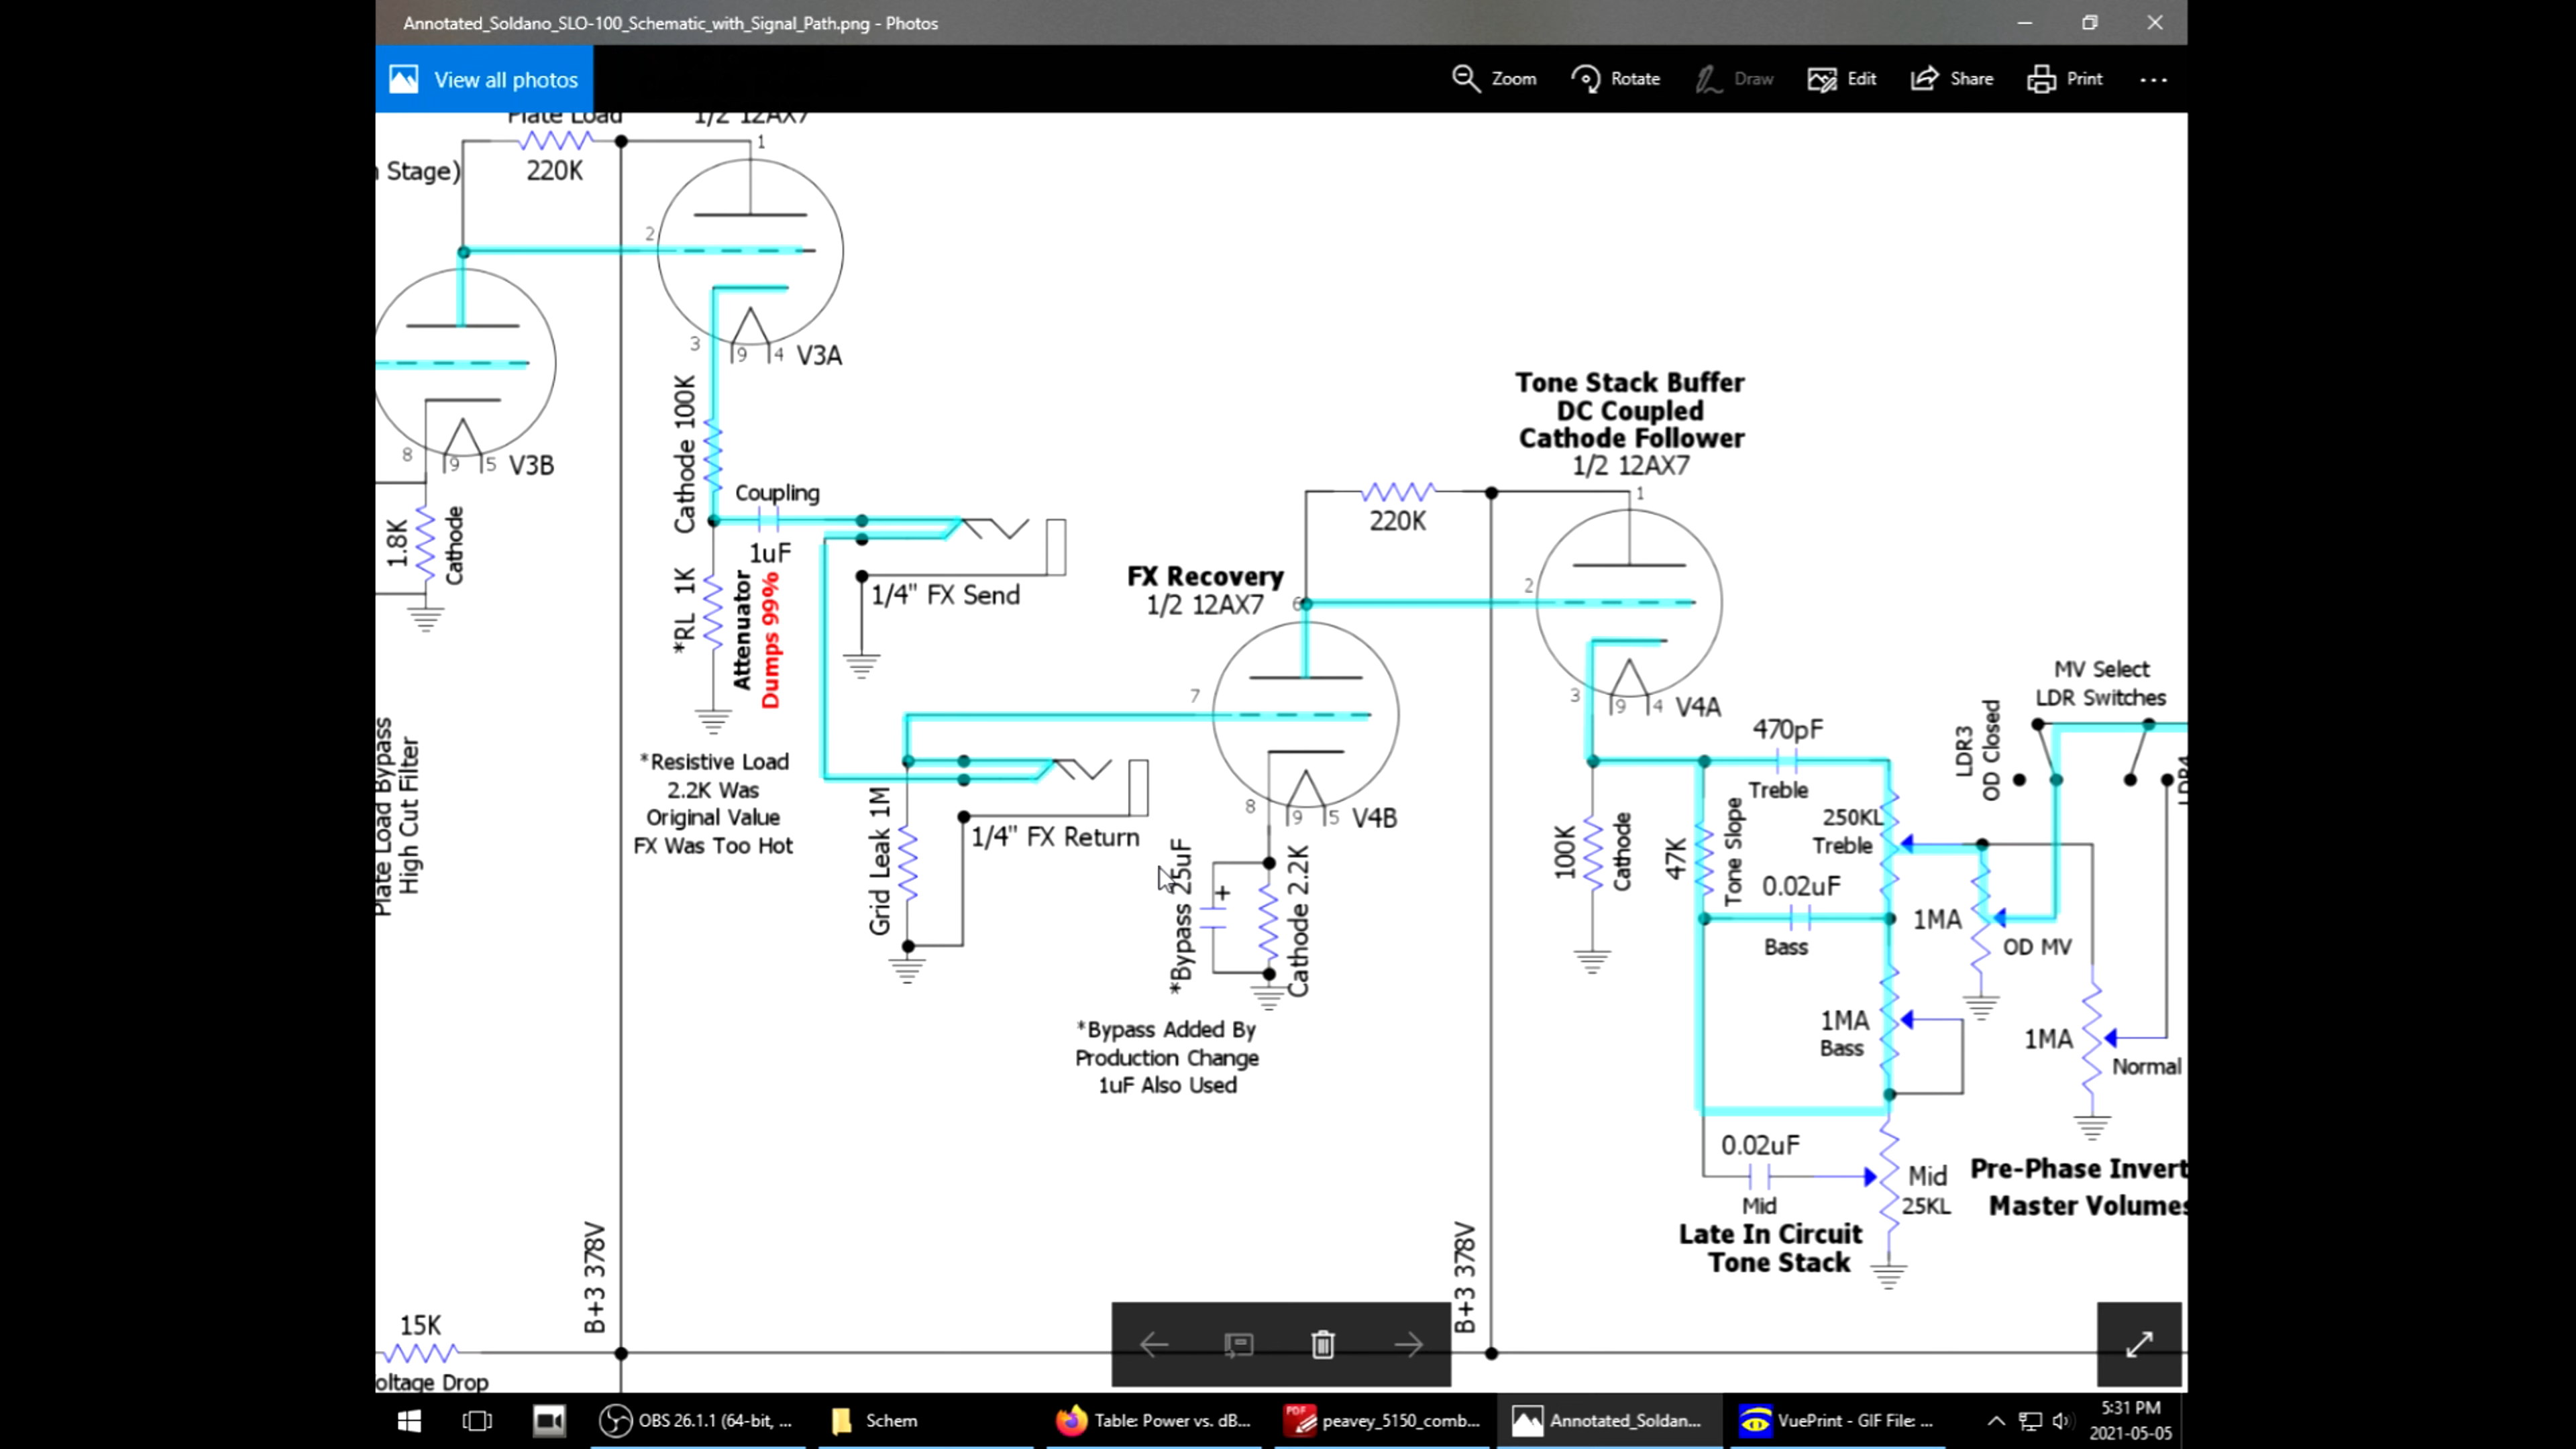 Annotated_Soldano_SLO-100_Schematic_with_Signal_Path.png - Photos
View all photos
Zoom
Rotate
Draw
Edit
Share
Print
Plate Load
1/2 12AX7
1
Stage)
220K
2
3
9
4
V3A
8
9
5
V3B
Cathode 100K
Coupling
1uF
1.8K
Cathode
*RL 1K
Attenuator
Dumps 99%
1/4" FX Send
FX Recovery
1/2 12AX7
6
220K
Tone Stack Buffer
DC Coupled
Cathode Follower
1/2 12AX7
1
2
3
9
4
V4A
7
8
9
5
V4B
MV Select
LDR Switches
LDR3
OD Closed
LDR4
Plate Load Bypass
High Cut Filter
*Resistive Load
2.2K Was
Original Value
FX Was Too Hot
Grid Leak 1M
1/4" FX Return
*Bypass 25uF
+
Cathode 2.2K
*Bypass Added By
Production Change
1uF Also Used
100K
Cathode
47K
Tone Slope
470pF
Treble
250KL
Treble
0.02uF
Bass
1MA
OD MV
1MA
Bass
1MA
Normal
0.02uF
Mid
Mid
25KL
Late In Circuit
Tone Stack
Pre-Phase Invert
Master Volumes
B+3 378V
B+3 378V
15K
oltage Drop
OBS 26.1.1 (64-bit, ...
Schem
Table: Power vs. dB...
PDF
peavey_5150_comb...
Annotated_Soldan...
VuePrint - GIF File: ...
5:31 PM
2021-05-05